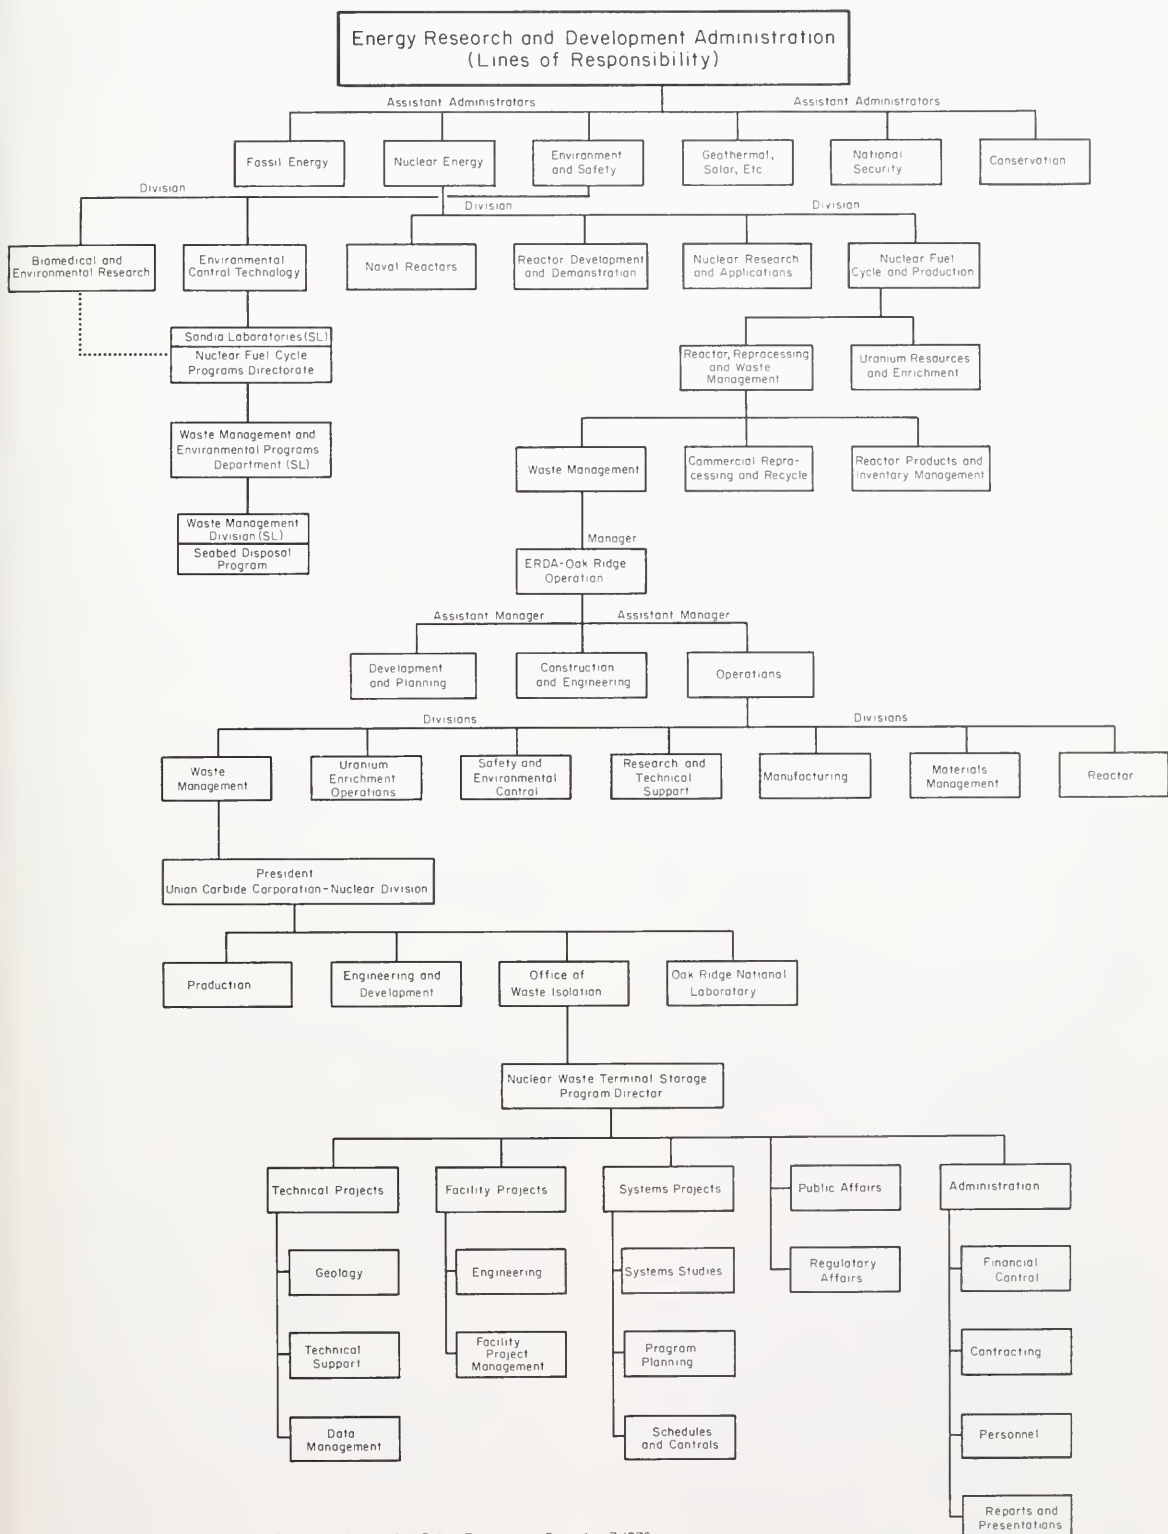 Energy Research and Development Administration
(Lines of Responsibility)
Assistant Administrators
Assistant Administrators
Fossil Energy
Nuclear Energy
Environment
and Safety
Geothermal,
Solar, Etc
National
Security
Conservation
Division
Division
Division
Biomedical and
Environmental Research
Environmental
Control Technology
Naval Reactors
Reactor Development
and Demonstration
Nuclear Research
and Applications
Nuclear Fuel
Cycle and Production
Sandia Laboratories (SL)
Nuclear Fuel Cycle
Programs Directorate
Reactor, Reprocessing
and Waste
Management
Uranium Resources
and Enrichment
Waste Management and
Environmental Programs
Department (SL)
Waste Management
Commercial Repro-
cessing and Recycle
Reactor Products and
Inventory Management
Waste Management
Division (SL)
Seabed Disposal
Program
Manager
ERDA-Oak Ridge
Operation
Assistant Manager
Assistant Manager
Development
and Planning
Construction
and Engineering
Operations
Divisions
Divisions
Waste
Management
Uranium
Enrichment
Operations
Safety and
Environmental
Control
Research and
Technical
Support
Manufacturing
Materials
Management
Reactor
President
Union Carbide Corporation-Nuclear Division
Production
Engineering and
Development
Office of
Waste Isolation
Oak Ridge National
Laboratory
Nuclear Waste Terminal Storage
Program Director
Technical Projects
Facility Projects
Systems Projects
Public Affairs
Administration
Geology
Engineering
Systems Studies
Regulatory
Affairs
Financial
Control
Technical
Support
Facility
Project
Management
Program
Planning
Contracting
Data
Management
Schedules
and Controls
Personnel
Reports and
Presentations